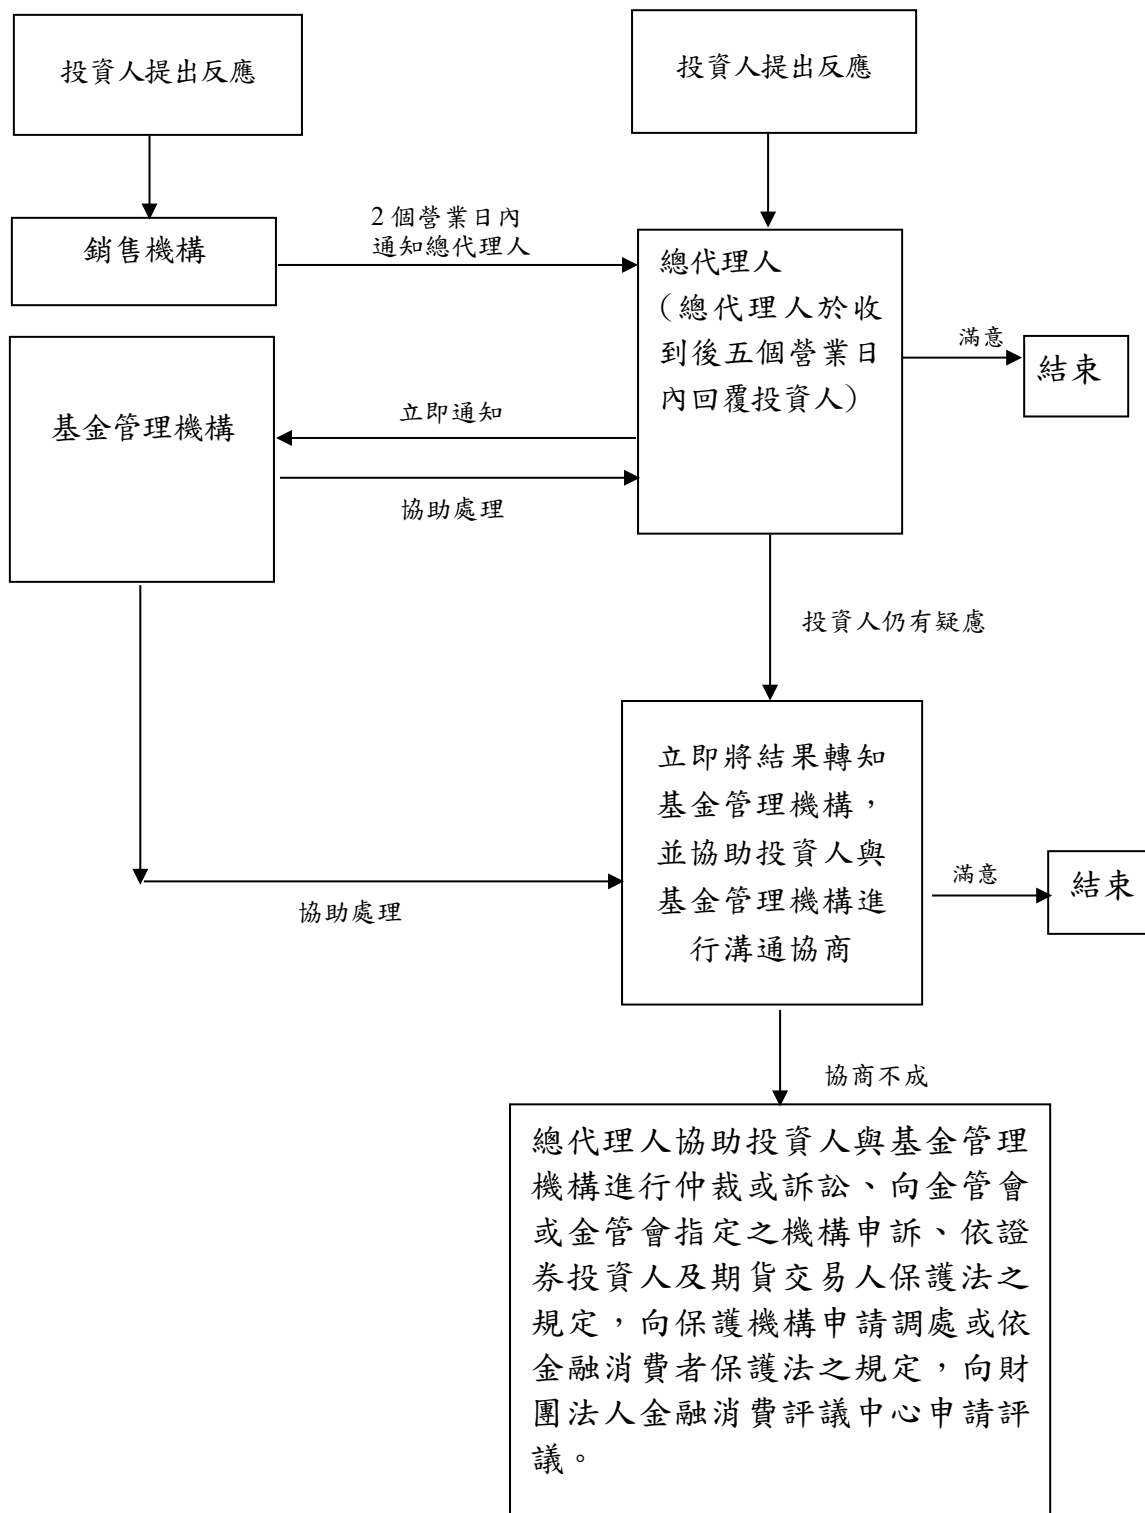 投資人提出反應
投資人提出反應
銷售機構
2 個營業日內
通知總代理人
總代理人
(總代理人於收
到後五個營業日
內回覆投資人)
滿意
結束
基金管理機構
立即通知
協助處理
投資人仍有疑慮
立即將結果轉知
基金管理機構，
並協助投資人與
基金管理機構進
行溝通協商
滿意
結束
協助處理
協商不成
總代理人協助投資人與基金管理
機構進行仲裁或訴訟、向金管會
或金管會指定之機構申訴、依證
券投資人及期貨交易人保護法之
規定，向保護機構申請調處或依
金融消費者保護法之規定，向財
團法人金融消費評議中心申請評
議。